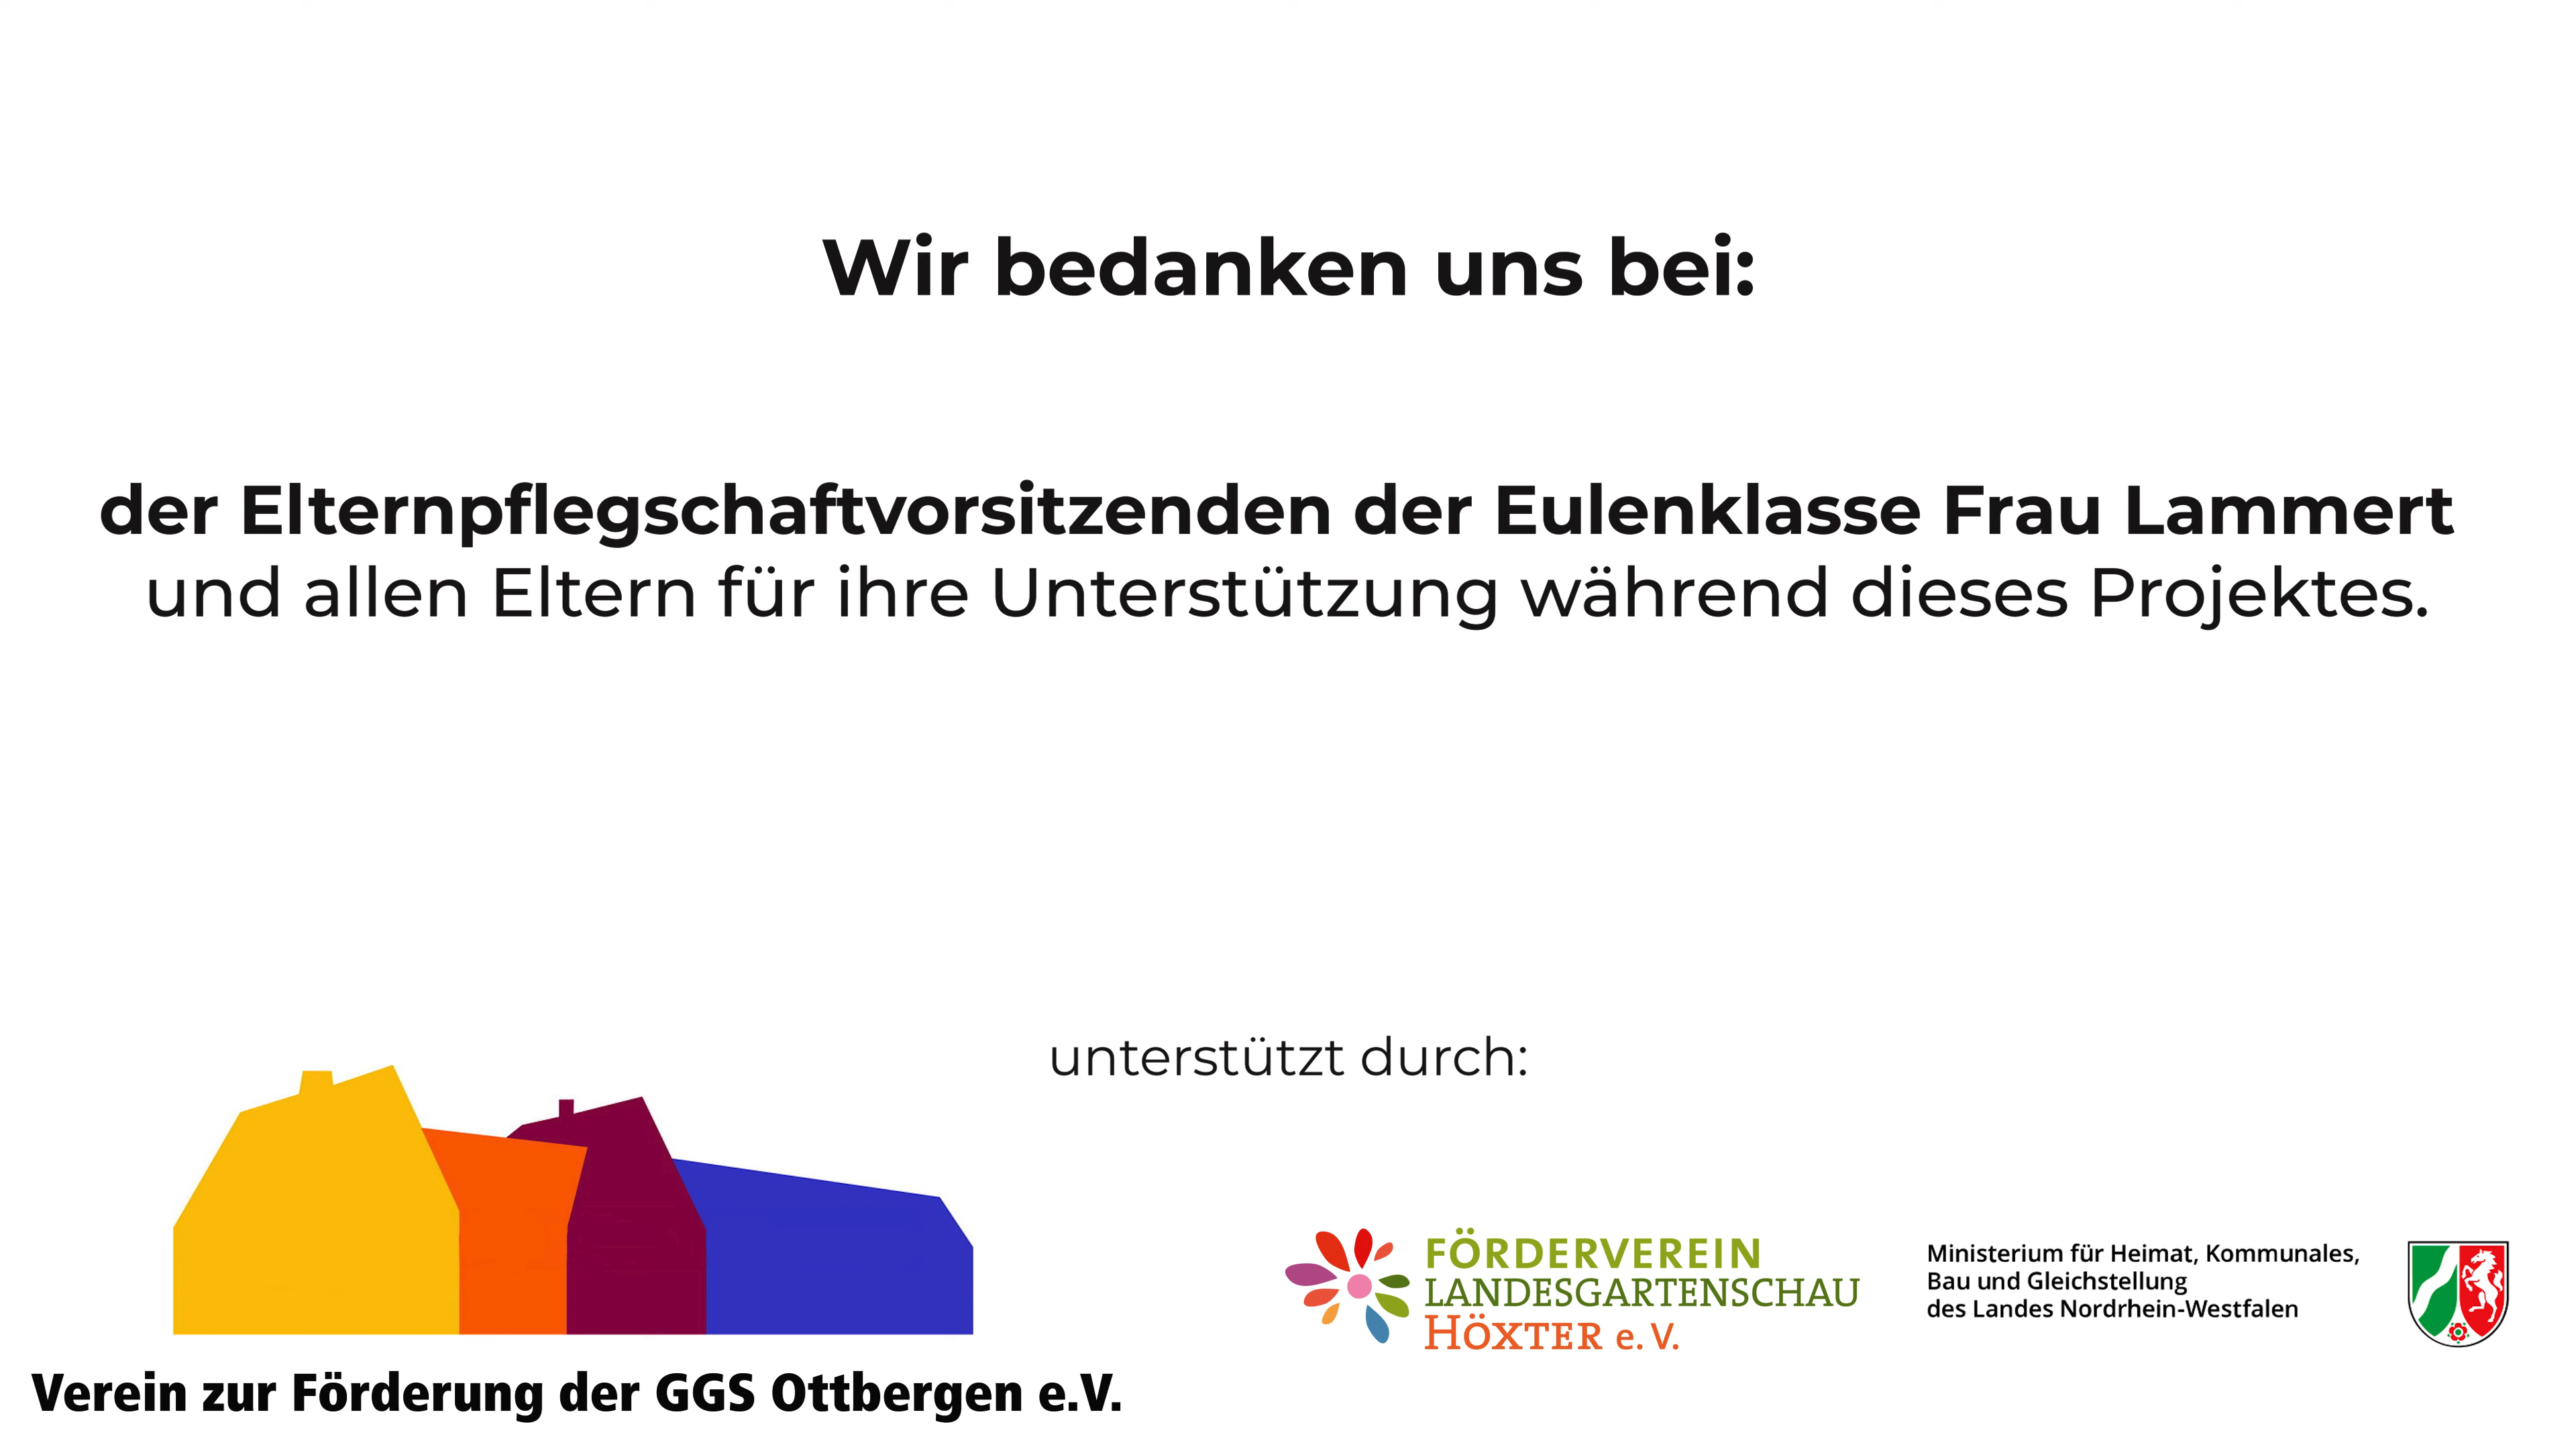 Wir bedanken uns bei:
der Elternpflegschaftvorsitzenden der Eulenklasse Frau Lammert
und allen Eltern für ihre Unterstützung während dieses Projektes.
unterstützt durch:
Verein zur Förderung der GGS Ottbergen e.V.
FÖRDERVEREIN
LANDESGARTENSCHAU
HÖXTER e. V.
Ministerium für Heimat, Kommunales,
Bau und Gleichstellung
des Landes Nordrhein-Westfalen